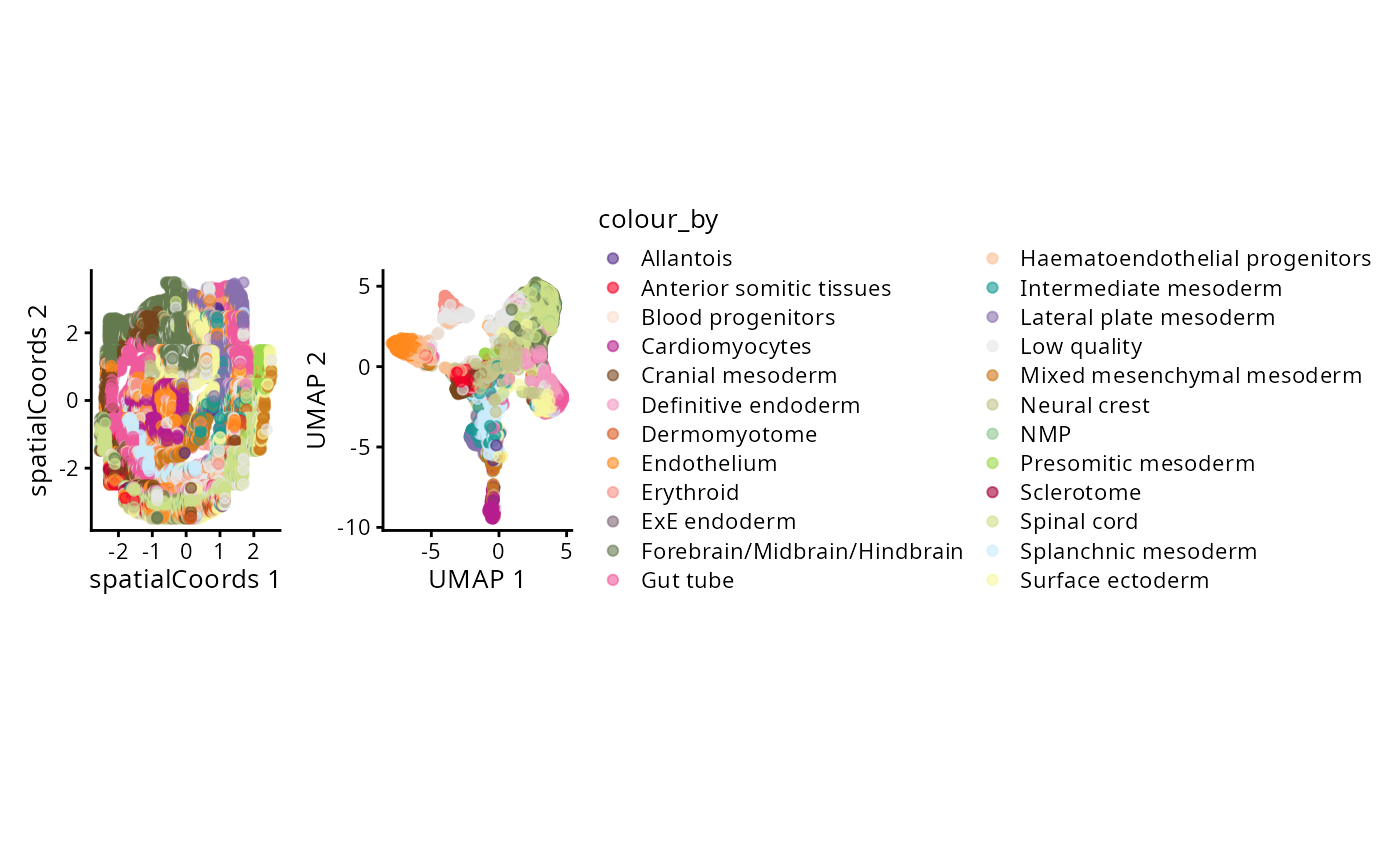 spatialCoords 2
2
0
-2
-2 -1 0 1 2
spatialCoords 1
UMAP 2
5
0
-5
-10
-5 0 5
UMAP 1
colour_by
Allantois
Anterior somitic tissues
Blood progenitors
Cardiomyocytes
Cranial mesoderm
Definitive endoderm
Dermomyotome
Endothelium
Erythroid
ExE endoderm
Forebrain/Midbrain/Hindbrain
Gut tube
Haematoendothelial progenitors
Intermediate mesoderm
Lateral plate mesoderm
Low quality
Mixed mesenchymal mesoderm
Neural crest
NMP
Presomitic mesoderm
Sclerotome
Spinal cord
Splanchnic mesoderm
Surface ectoderm